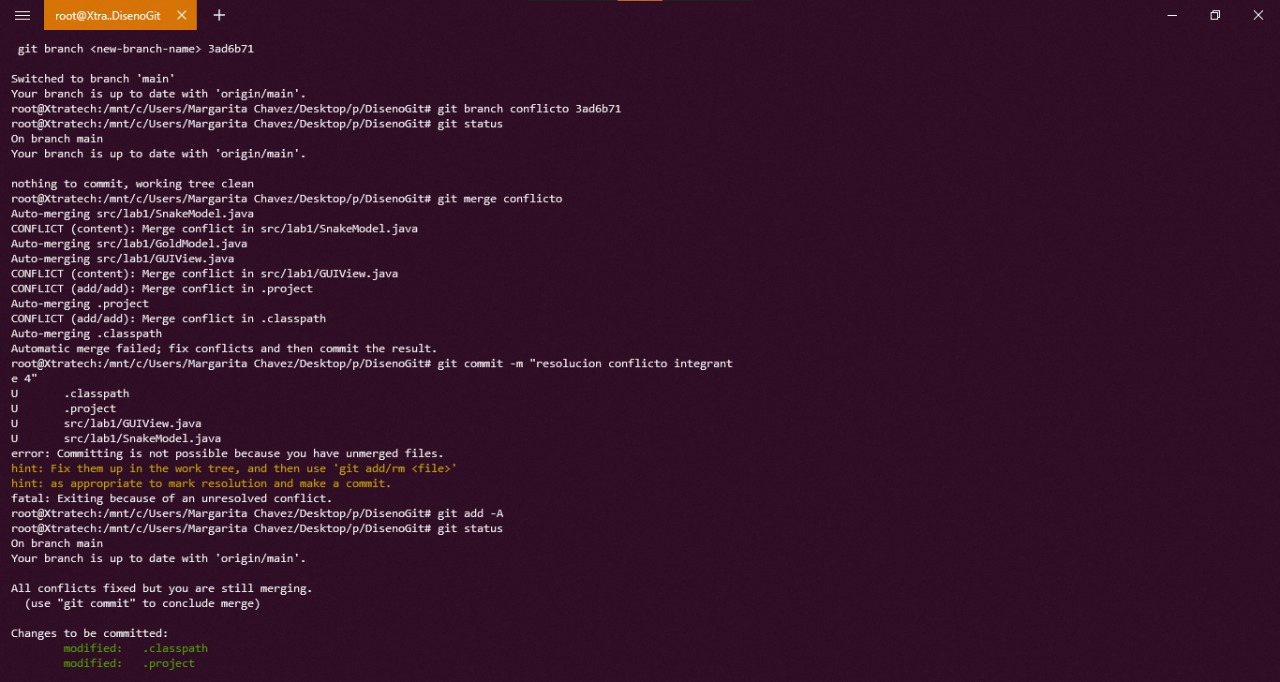 root@Xtra..DisenoGit
git branch <new-branch-name> 3ad6b71
Switched to branch 'main'
Your branch is up to date with 'origin/main'.
root@Xtratech:/mnt/c/Users/Margarita Chavez/Desktop/p/DisenoGit# git branch conflicto 3ad6b71
root@Xtratech:/mnt/c/Users/Margarita Chavez/Desktop/p/DisenoGit# git status
On branch main
Your branch is up to date with 'origin/main'.
nothing to commit, working tree clean
root@Xtratech:/mnt/c/Users/Margarita Chavez/Desktop/p/DisenoGit# git merge conflicto
Auto-merging src/lab1/SnakeModel.java
CONFLICT (content): Merge conflict in src/lab1/SnakeModel.java
Auto-merging src/lab1/GoldModel.java
Auto-merging src/lab1/GUIView.java
CONFLICT (content): Merge conflict in src/lab1/GUIView.java
CONFLICT (add/add): Merge conflict in .project
Auto-merging .project
CONFLICT (add/add): Merge conflict in .classpath
Auto-merging .classpath
Automatic merge failed; fix conflicts and then commit the result.
root@Xtratech:/mnt/c/Users/Margarita Chavez/Desktop/p/DisenoGit# git commit -m "resolucion conflicto integrant
e 4"
U       .classpath
U       .project
U       src/lab1/GUIView.java
U       src/lab1/SnakeModel.java
error: Committing is not possible because you have unmerged files.
hint: Fix them up in the work tree, and then use 'git add/rm <file>'
hint: as appropriate to mark resolution and make a commit.
fatal: Exiting because of an unresolved conflict.
root@Xtratech:/mnt/c/Users/Margarita Chavez/Desktop/p/DisenoGit# git add -A
root@Xtratech:/mnt/c/Users/Margarita Chavez/Desktop/p/DisenoGit# git status
On branch main
Your branch is up to date with 'origin/main'.
All conflicts fixed but you are still merging.
  (use "git commit" to conclude merge)
Changes to be committed:
        modified:   .classpath
        modified:   .project